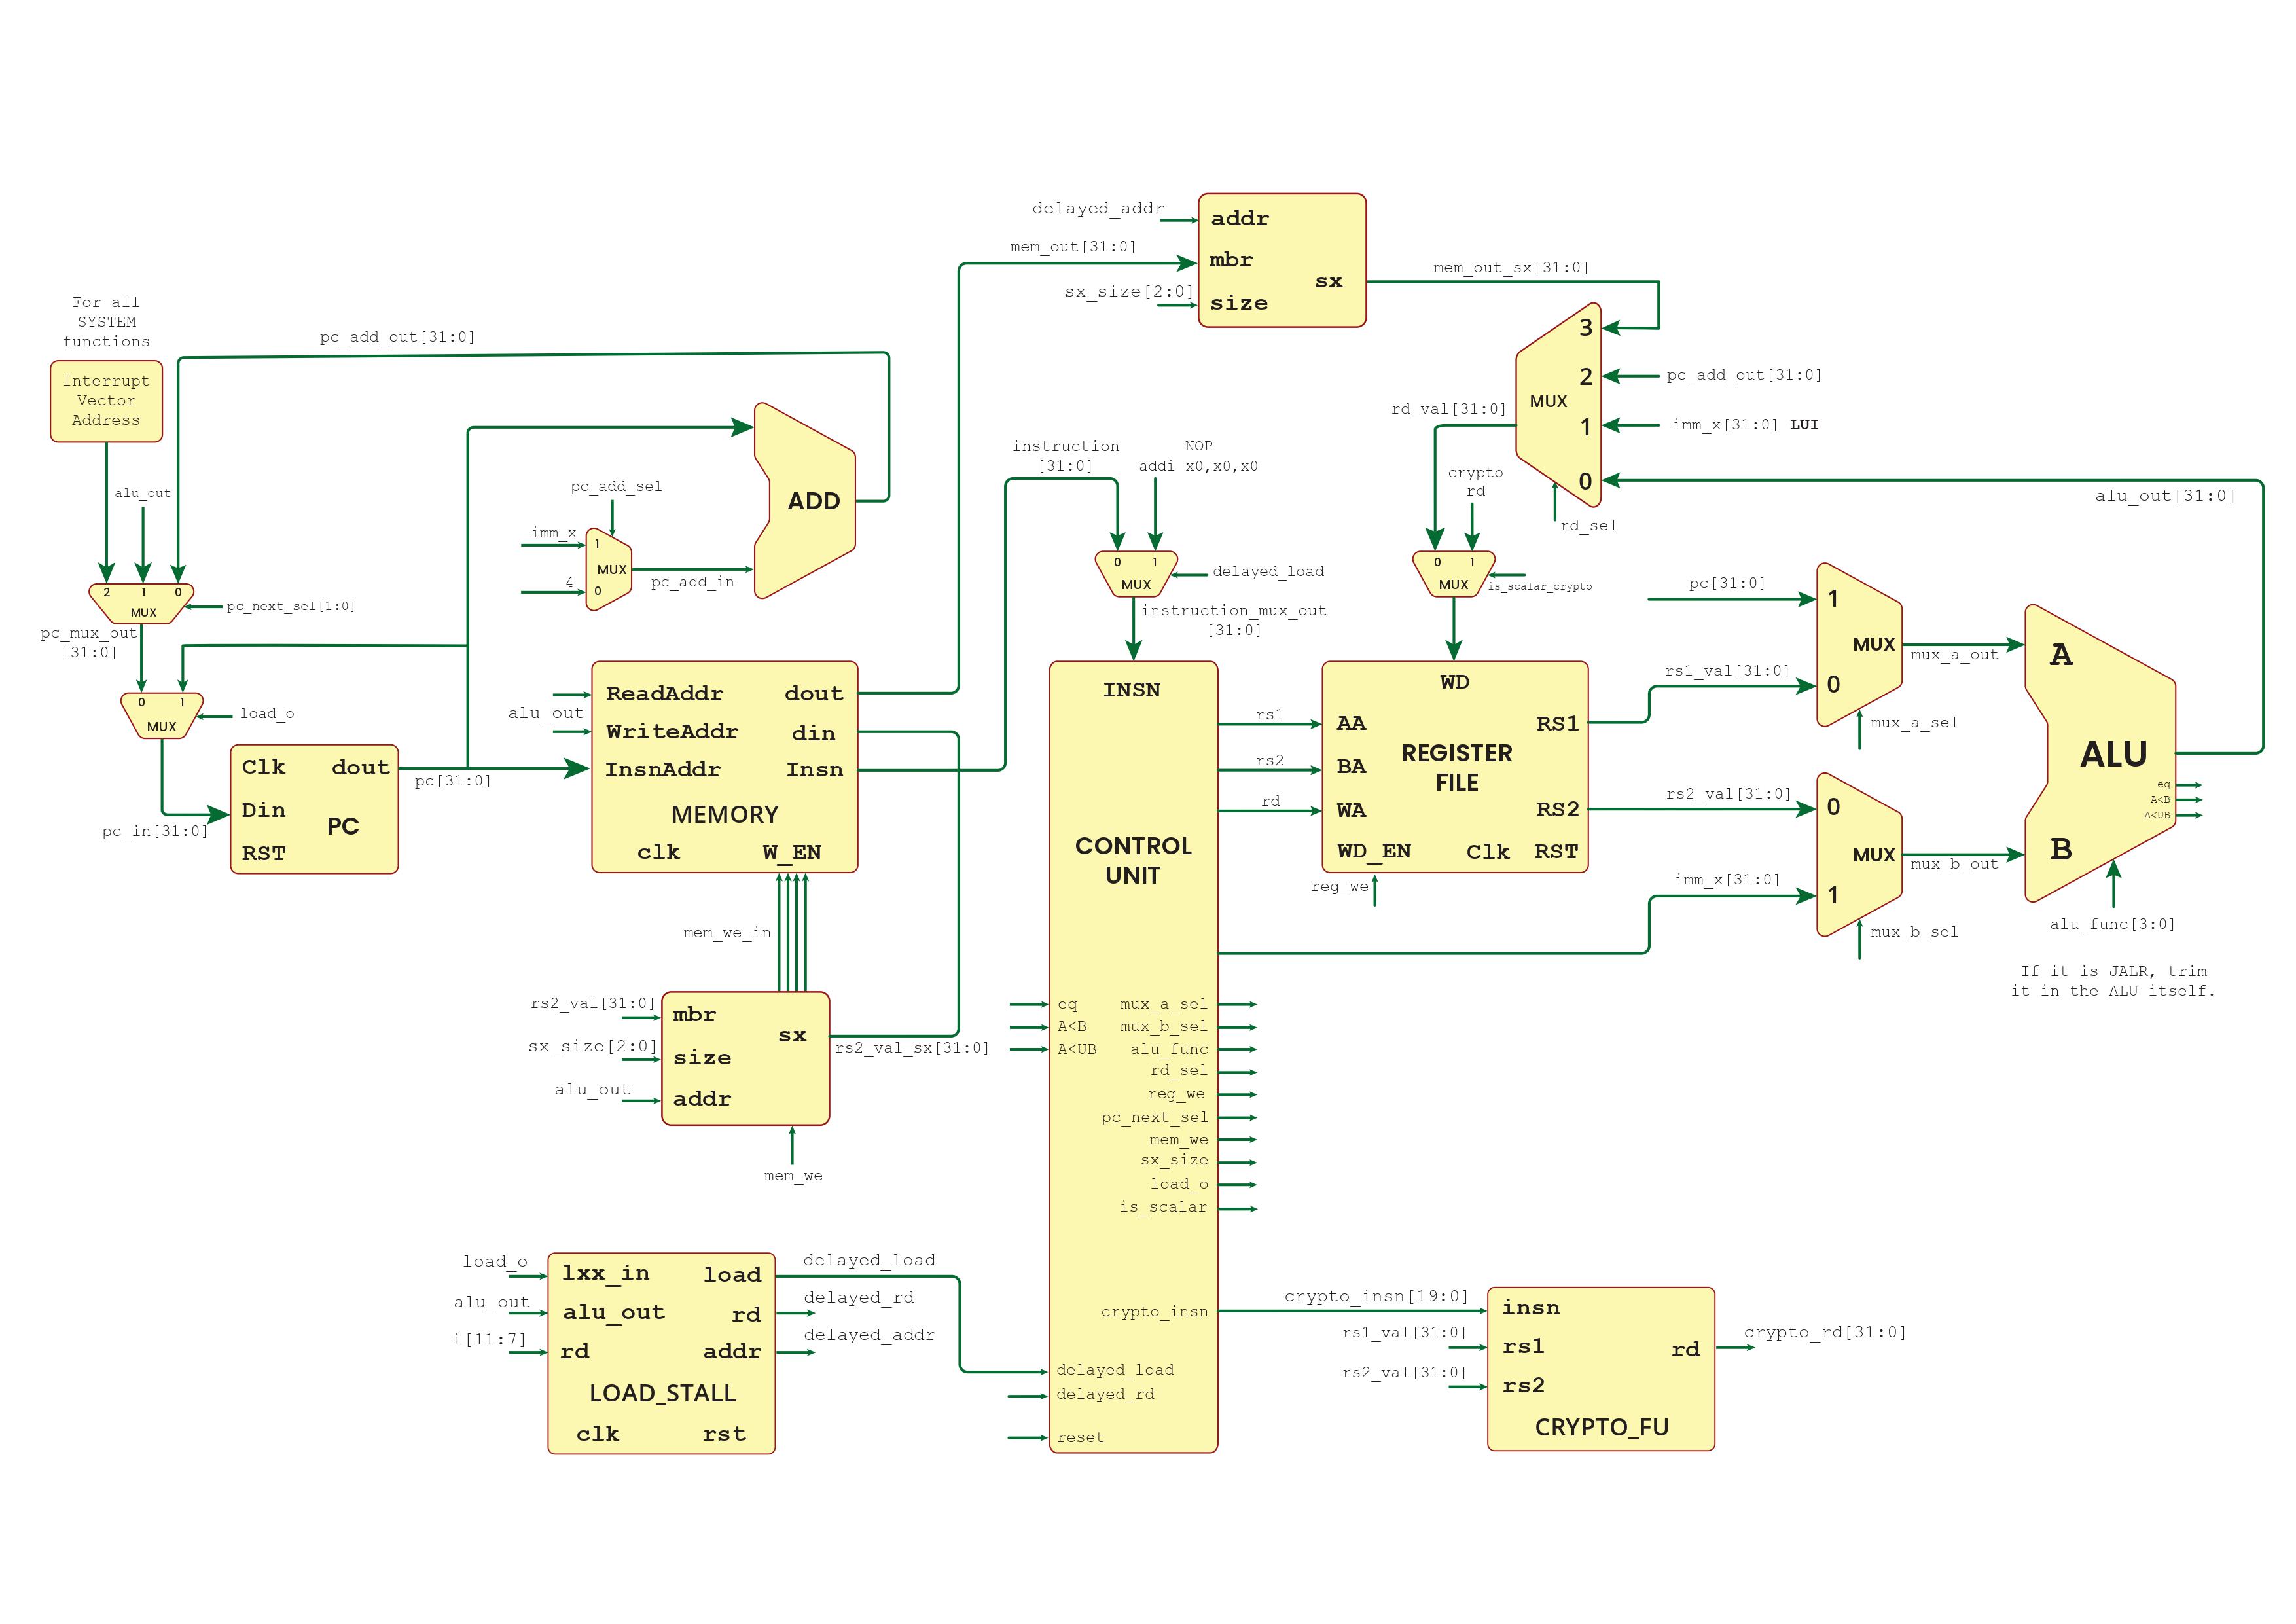 delayed_addr
addr
mem_out[31:0]
mbr
sx_size[2:0]
size
sx
mem_out_sx[31:0]
For all
SYSTEM
functions
Interrupt
Vector
Address
pc_add_out[31:0]
alu_out
2 1 0
MUX
pc_next_sel[1:0]
pc_mux_out
[31:0]
0 1
MUX
load_o
pc_in[31:0]
Clk
dout
Din
PC
RST
pc[31:0]
pc_add_sel
imm_x
1
MUX
4
0
pc_add_in
ADD
instruction
[31:0]
NOP
addi x0,x0,x0
0 1
MUX
delayed_load
instruction_mux_out
[31:0]
3
2
MUX
1
0
pc_add_out[31:0]
imm_x[31:0] LUI
rd_val[31:0]
rd_sel
alu_out[31:0]
crypto
rd
0 1
MUX
is_scalar_crypto
ReadAddr
dout
alu_out
WriteAddr
din
InsnAddr
Insn
MEMORY
clk
W_EN
mem_we_in
rs2_val[31:0]
mbr
sx
sx_size[2:0]
size
rs2_val_sx[31:0]
alu_out
addr
mem_we
INSN
CONTROL
UNIT
eq
A<B
A<UB
mux_a_sel
mux_b_sel
alu_func
rd_sel
reg_we
pc_next_sel
mem_we
sx_size
load_o
is_scalar
crypto_insn
delayed_load
delayed_rd
reset
rs1
rs2
rd
WD
AA
RS1
BA
REGISTER
FILE
WA
RS2
WD_EN
Clk
RST
reg_we
pc[31:0]
1
MUX
rs1_val[31:0]
0
mux_a_sel
mux_a_out
rs2_val[31:0]
0
MUX
imm_x[31:0]
1
mux_b_sel
mux_b_out
A
ALU
eq
A<B
A<UB
B
alu_func[3:0]
If it is JALR, trim
it in the ALU itself.
load_o
lxx_in
load
delayed_load
alu_out
alu_out
rd
delayed_rd
i[11:7]
rd
addr
delayed_addr
LOAD_STALL
clk
rst
crypto_insn[19:0]
insn
rs1_val[31:0]
rs1
rd
crypto_rd[31:0]
rs2_val[31:0]
rs2
CRYPTO_FU